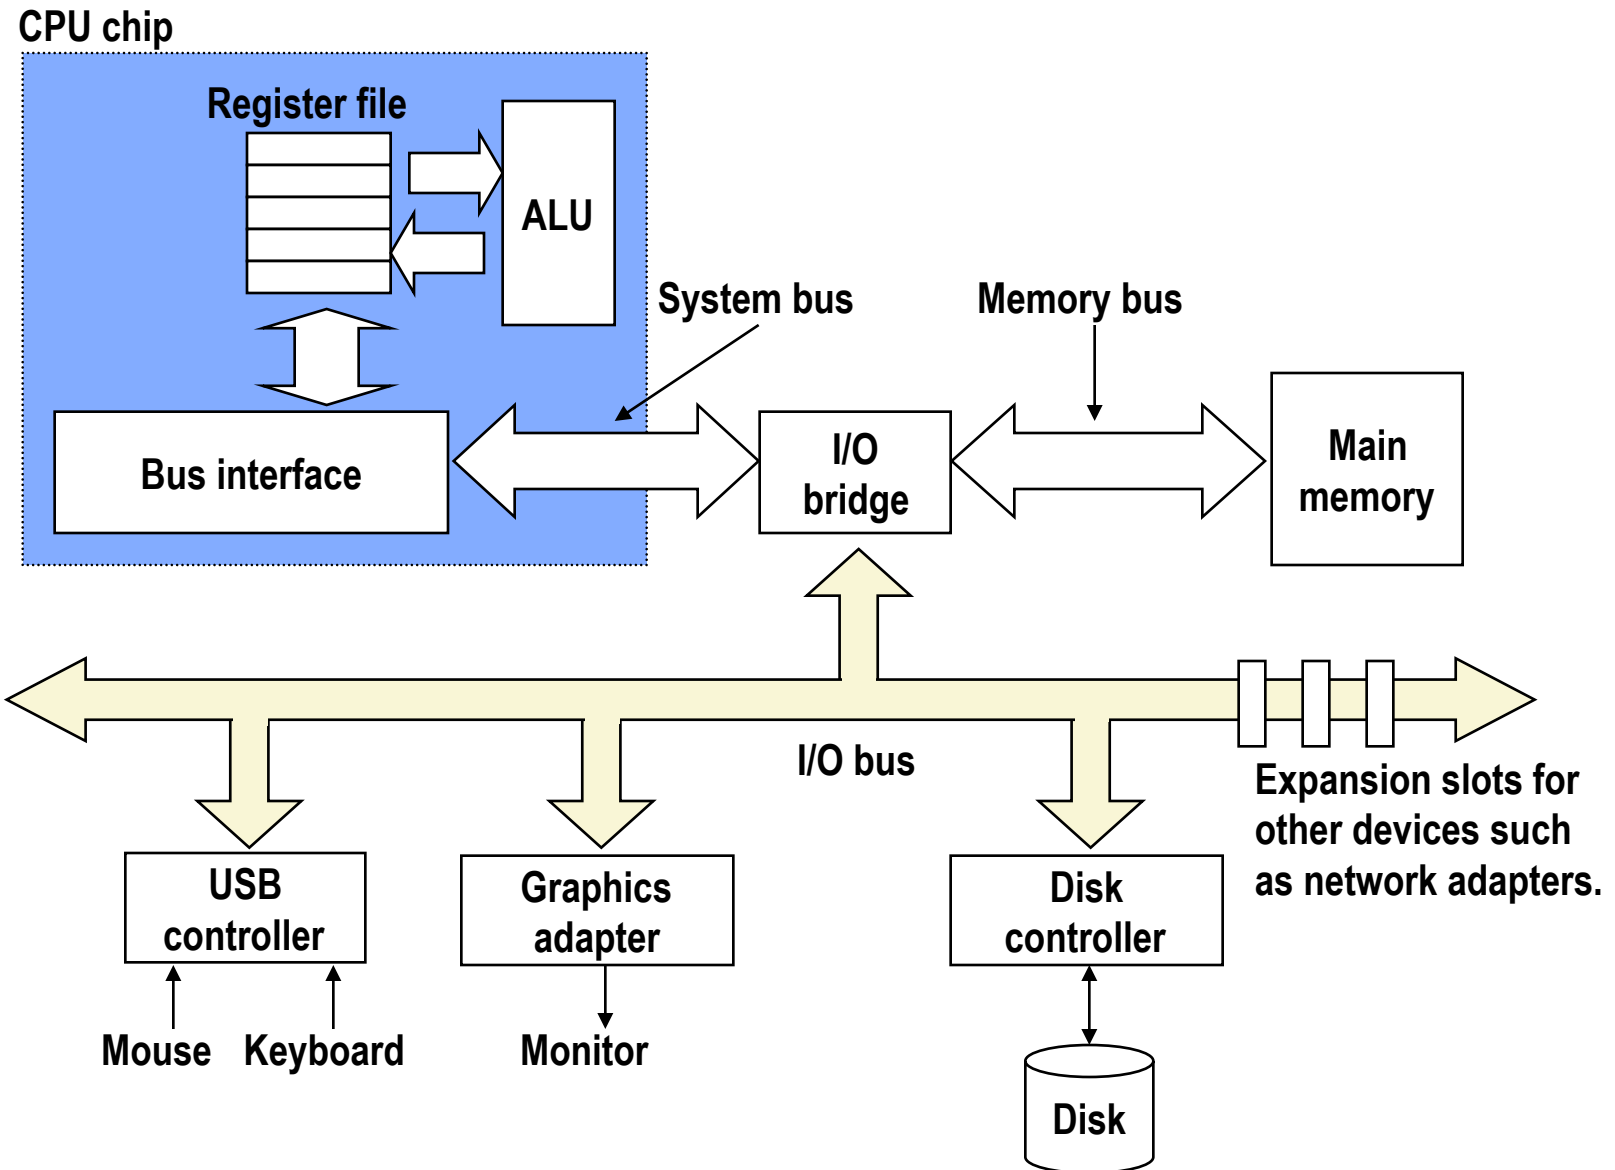 CPU chip
Register file
ALU
System bus
Memory bus
Bus interface
I/O
bridge
Main
memory
I/O bus
Expansion slots for
other devices such
as network adapters.
USB
controller
Graphics
adapter
Disk
controller
Mouse
Keyboard
Monitor
Disk